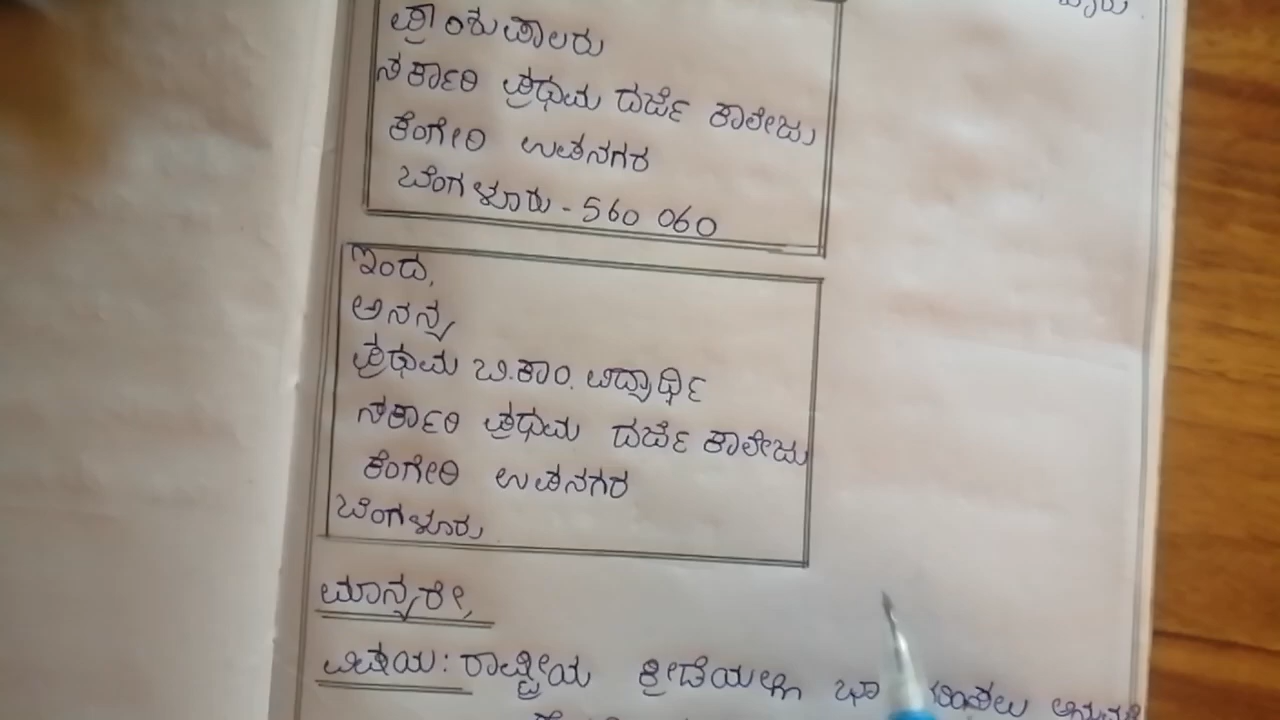 ಪ್ರಾಂಶುಪಾಲರು
ಸರ್ಕಾರಿ ಪ್ರಥಮ ದರ್ಜೆ ಕಾಲೇಜು
ಕೆಂಗೇರಿ ಉಪನಗರ
ಬೆಂಗಳೂರು - 560 060
ಇಂದ,
ಅನನ್ಯ
ಪ್ರಥಮ ಬಿ.ಕಾಂ. ವಿದ್ಯಾರ್ಥಿ
ಸರ್ಕಾರಿ ಪ್ರಥಮ ದರ್ಜೆ ಕಾಲೇಜು
ಕೆಂಗೇರಿ ಉಪನಗರ
ಬೆಂಗಳೂರು
ಮಾನ್ಯರೇ,
ವಿಷಯ: ರಾಷ್ಟ್ರೀಯ ಕ್ರೀಡೆಯಲ್ಲಿ